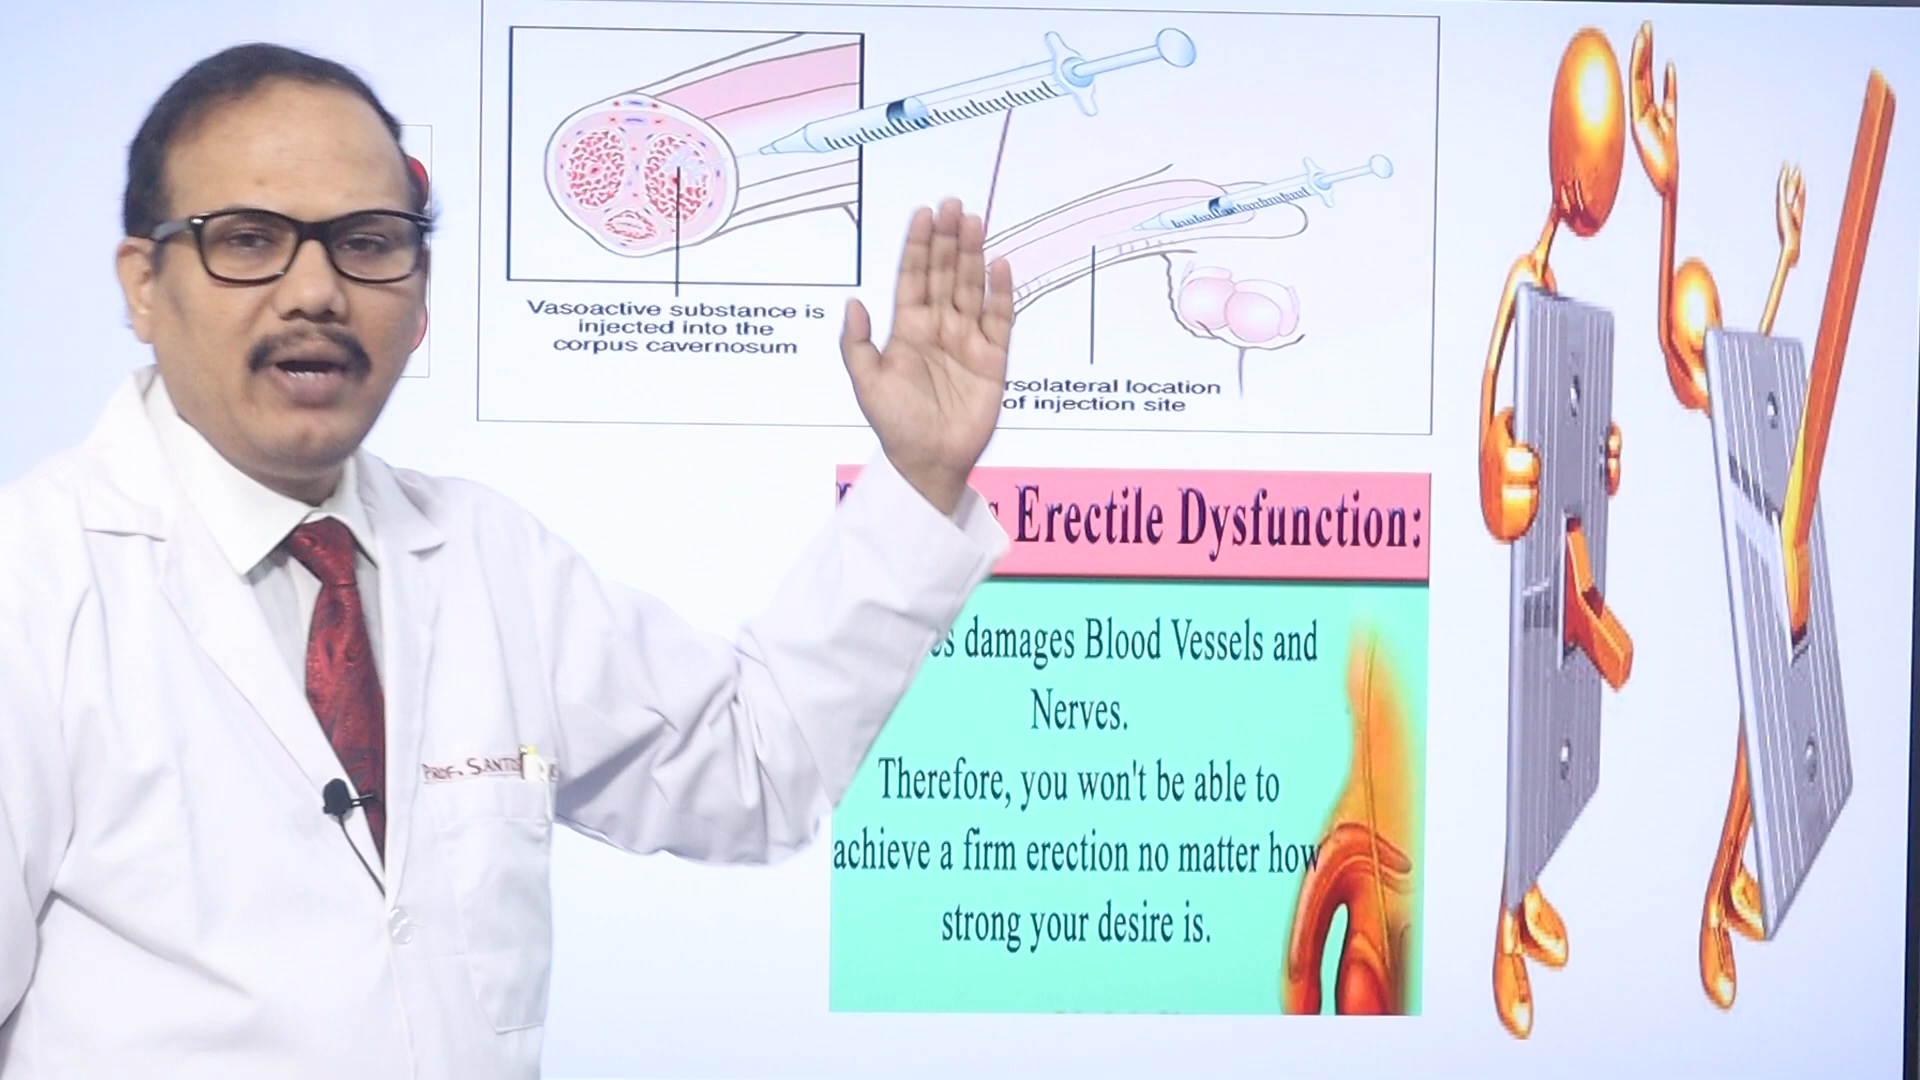 Vasoactive substance is
injected into the
corpus cavernosum
location
of injection site
Erectile Dysfunction:
damages Blood Vessels and
Nerves.
Therefore, you won't be able to
achieve a firm erection no matter how
strong your desire is.
PROF.